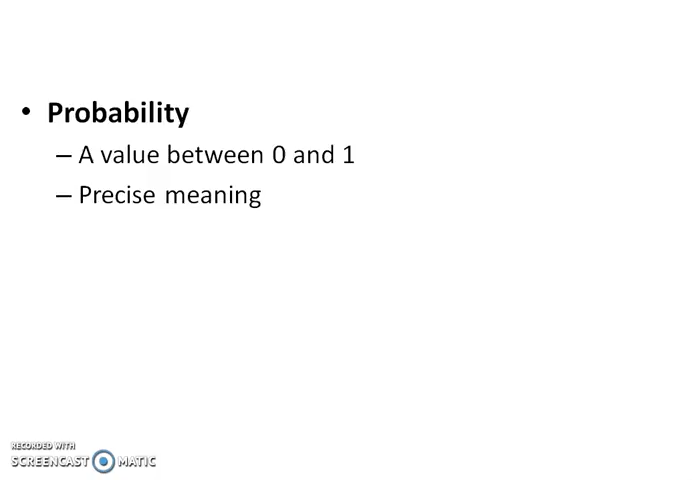 • Probability
– A value between 0 and 1
– Precise meaning
RECORDED WITH
SCREENCAST MATIC